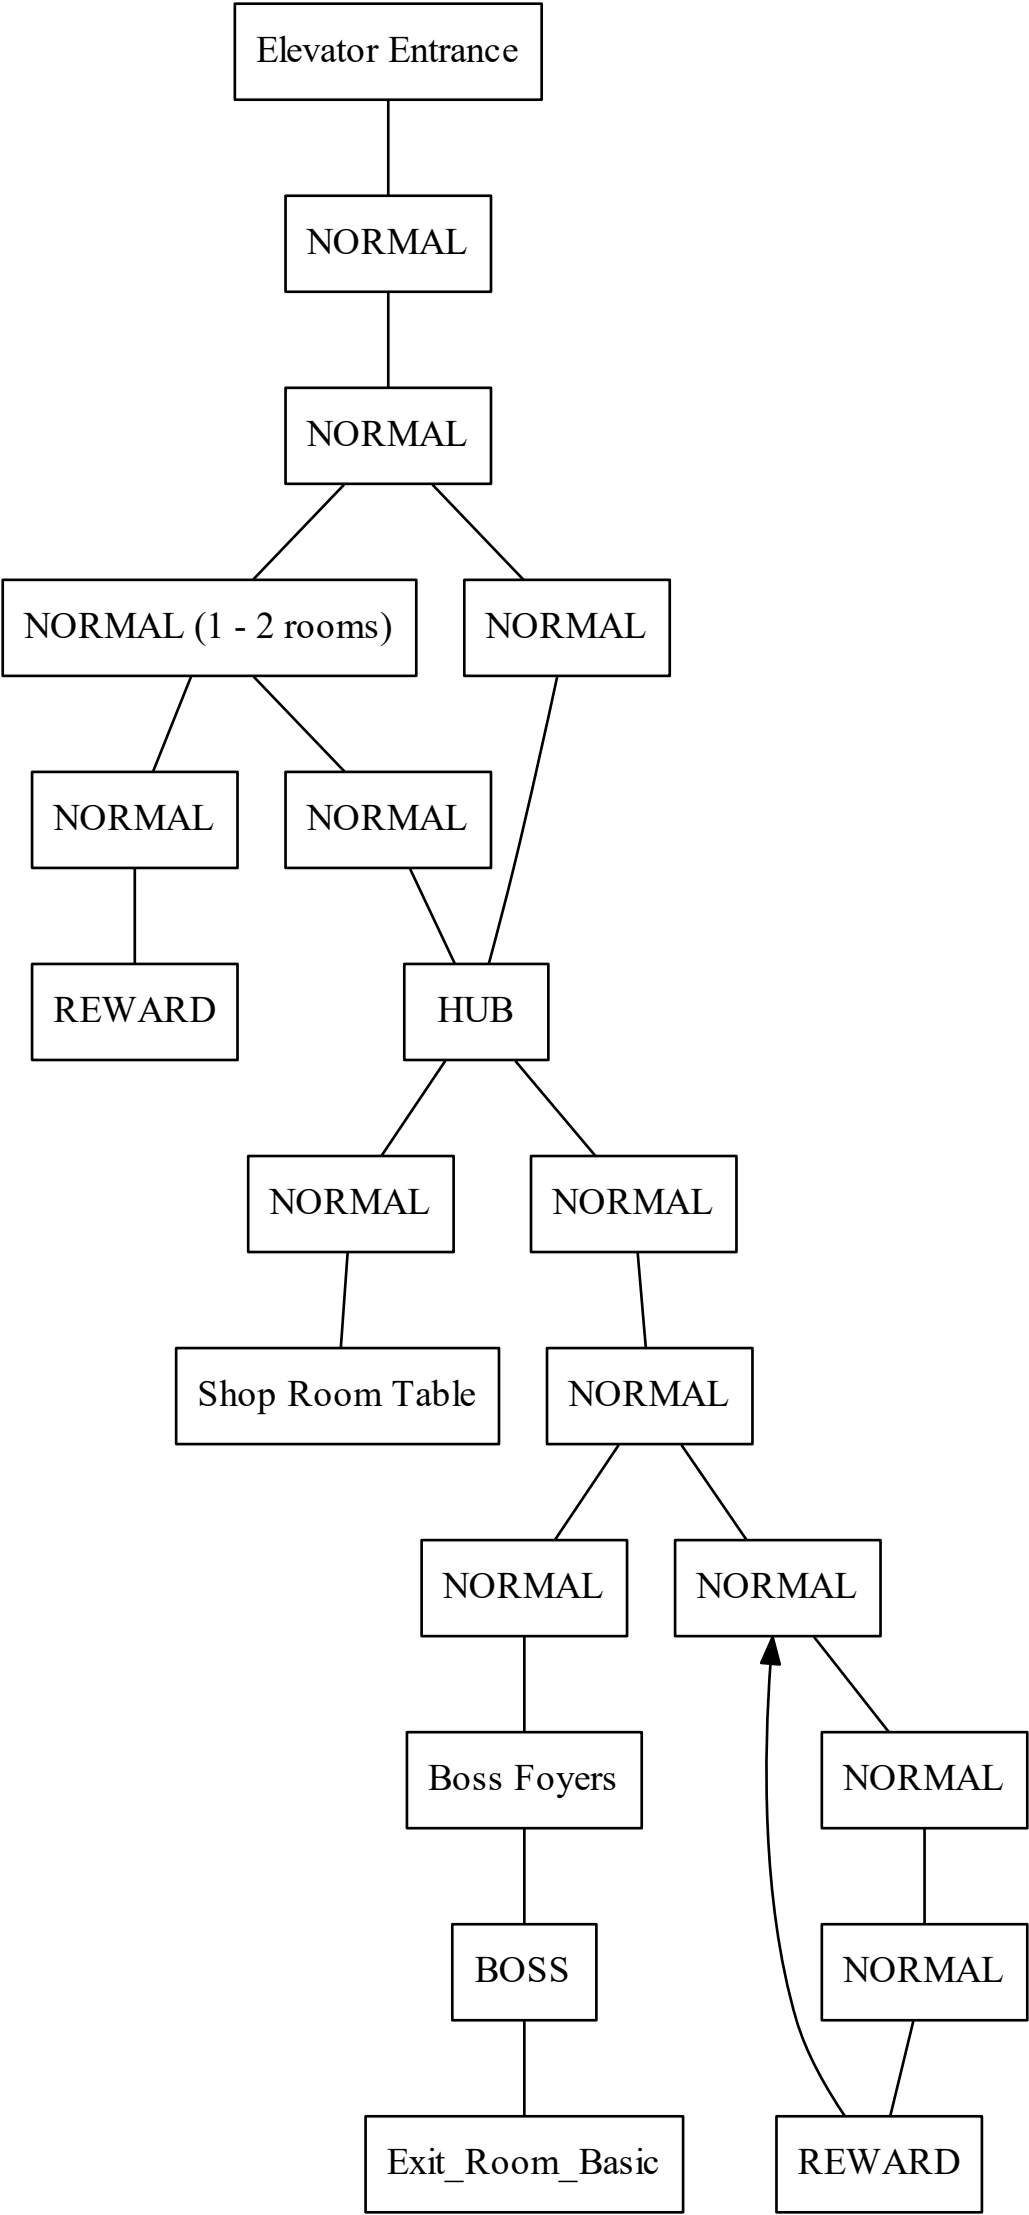 Elevator Entrance
NORMAL
NORMAL
NORMAL (1 - 2 rooms)
NORMAL
NORMAL
NORMAL
REWARD
HUB
NORMAL
NORMAL
Shop Room Table
NORMAL
NORMAL
NORMAL
Boss Foyers
NORMAL
BOSS
NORMAL
Exit_Room_Basic
REWARD